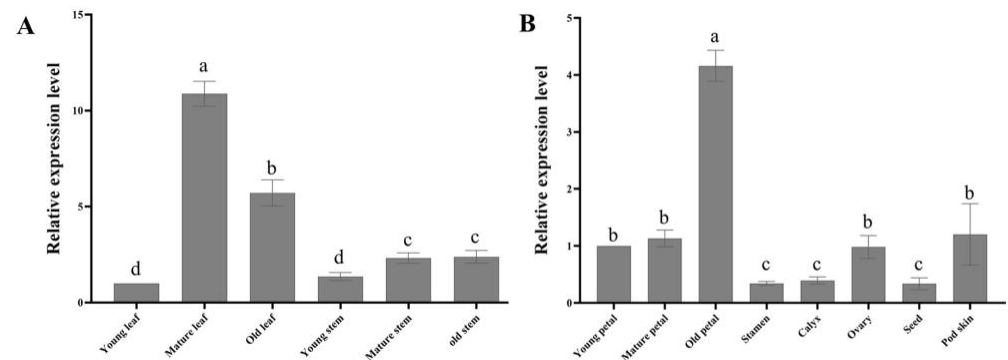 A
Relative expression level
15
10
5
0
d
a
b
d
c
c
Young leaf
Mature leaf
Old leaf
Young stem
Mature stem
old stem
B
Relative expression level
5
4
3
2
1
0
b
b
a
c
c
b
c
b
Young petal
Mature petal
Old petal
Stamen
Calyx
Ovary
Seed
Pod skin